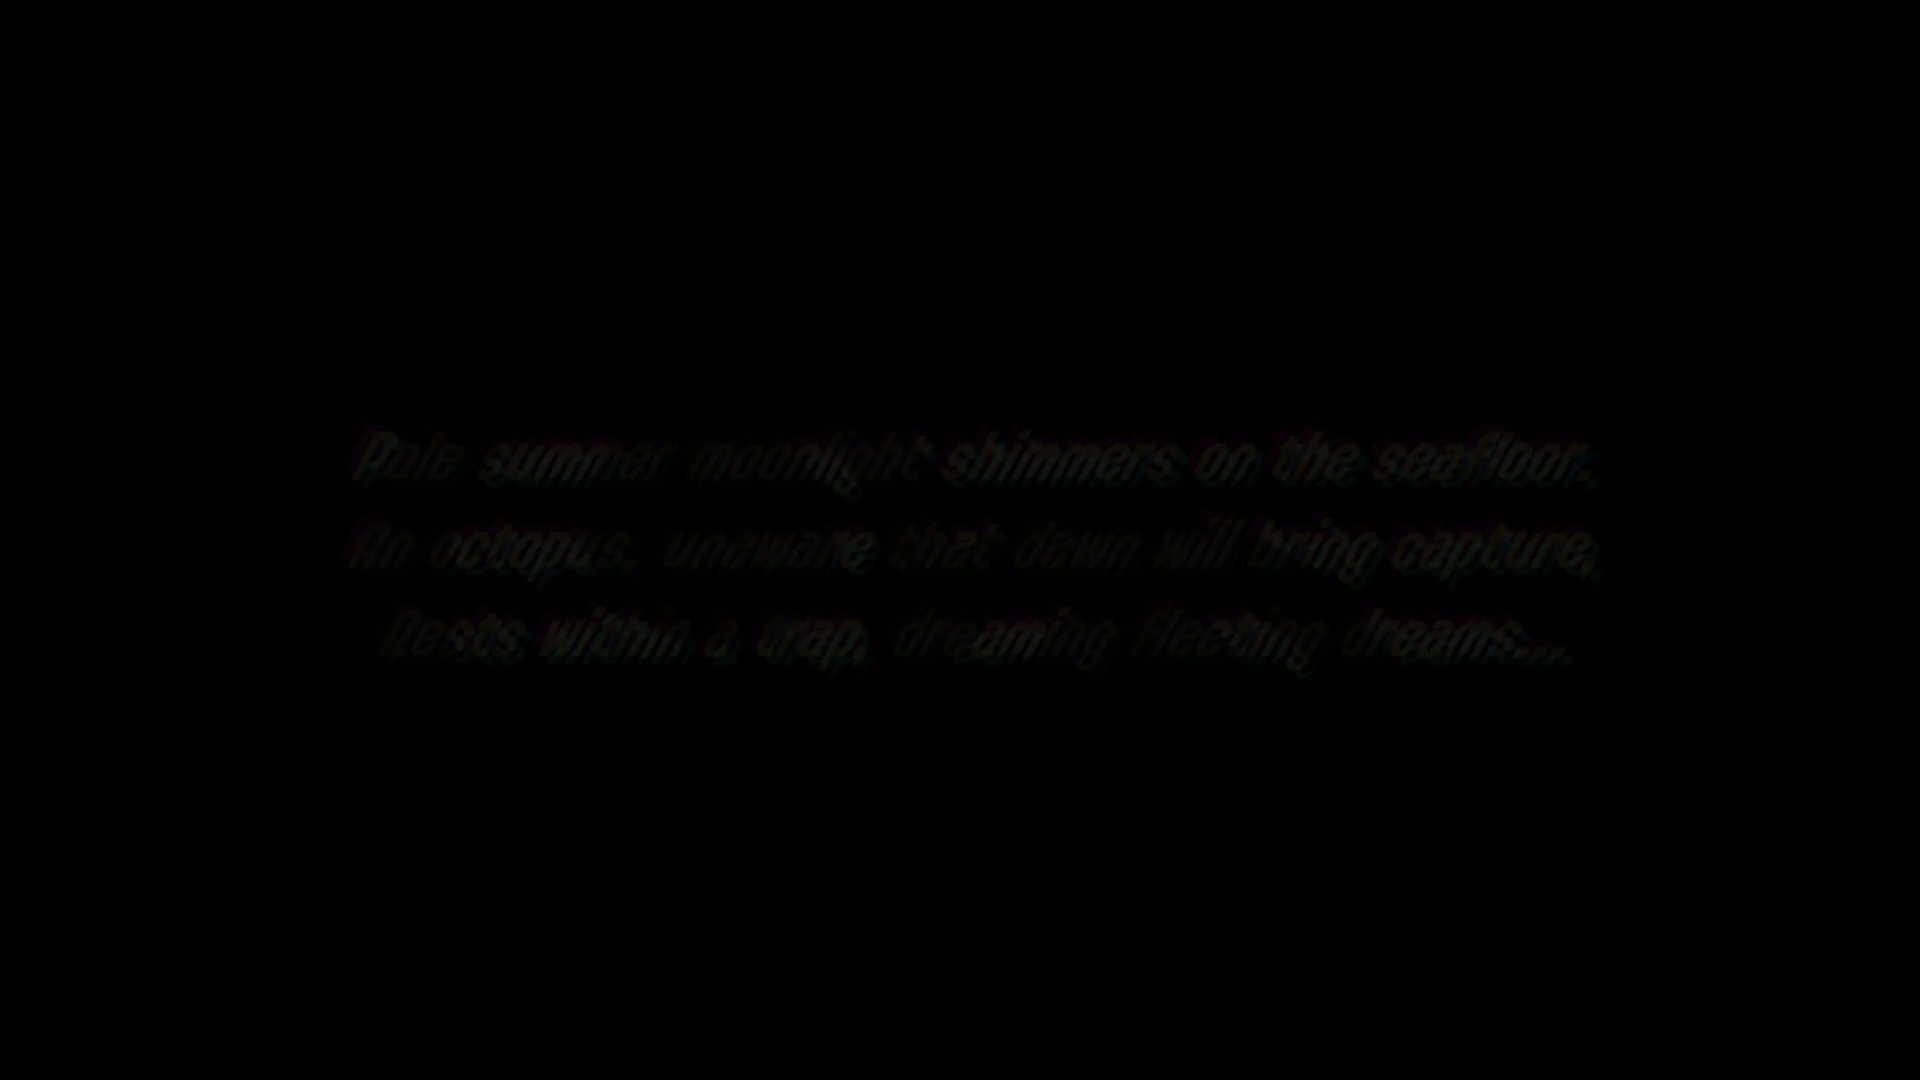 Pale summer moonlight shimmers on the seafloor.
An octopus, unaware that dawn will bring capture,
Rests within a trap, dreaming fleeting dreams...